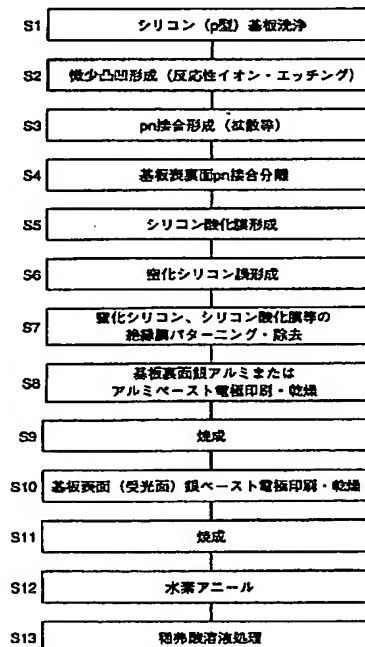 S1 シリコン（p型）基板洗浄
S2 微少凸凹形成（反応性イオン・エッチング）
S3 pn接合形成（拡散等）
S4 基板表裏面pn接合分離
S5 シリコン酸化膜形成
S6 窒化シリコン膜形成
S7 窒化シリコン、シリコン酸化膜等の
絶縁膜パターニング・除去
S8 基板裏面銀アルミまたは
アルミペースト電極印刷・乾燥
S9 焼成
S10 基板表面（受光面）銀ペースト電極印刷・乾燥
S11 焼成
S12 水素アニール
S13 稀弗酸溶液処理